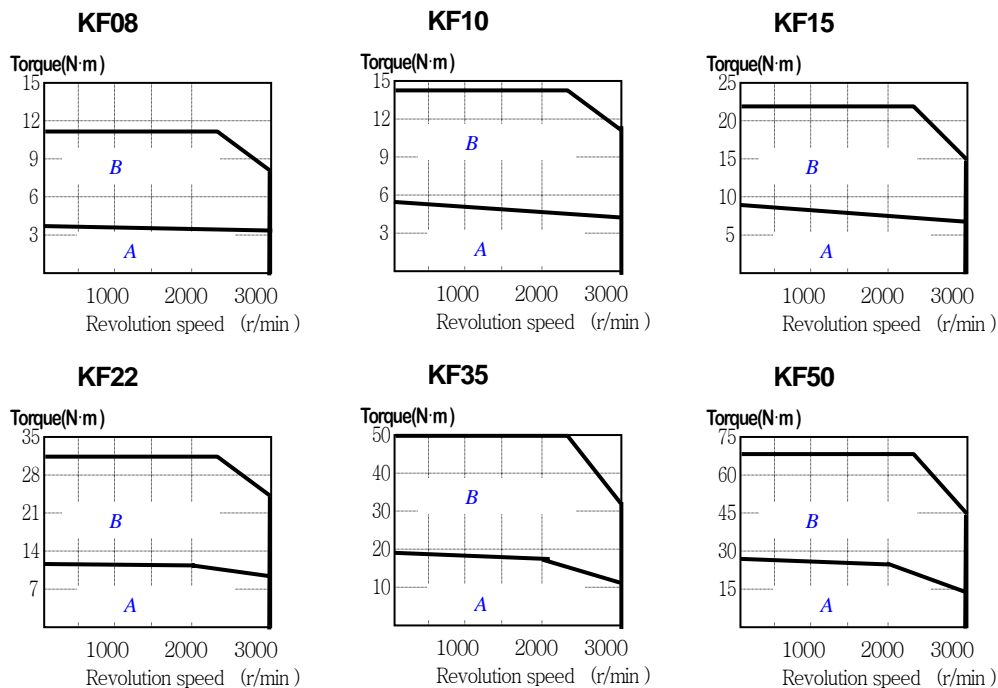 KF08
Torque(N·m)
15
12
9
6
3
B
A
1000 2000 3000
Revolution speed (r/min )
KF10
Torque(N·m)
15
12
9
6
3
B
A
1000 2000 3000
Revolution speed (r/min )
KF15
Torque(N·m)
25
20
15
10
5
B
A
1000 2000 3000
Revolution speed (r/min )
KF22
Torque(N·m)
35
28
21
14
7
B
A
1000 2000 3000
Revolution speed (r/min )
KF35
Torque(N·m)
50
40
30
20
10
B
A
1000 2000 3000
Revolution speed (r/min )
KF50
Torque(N·m)
75
60
45
30
15
B
A
1000 2000 3000
Revolution speed (r/min )